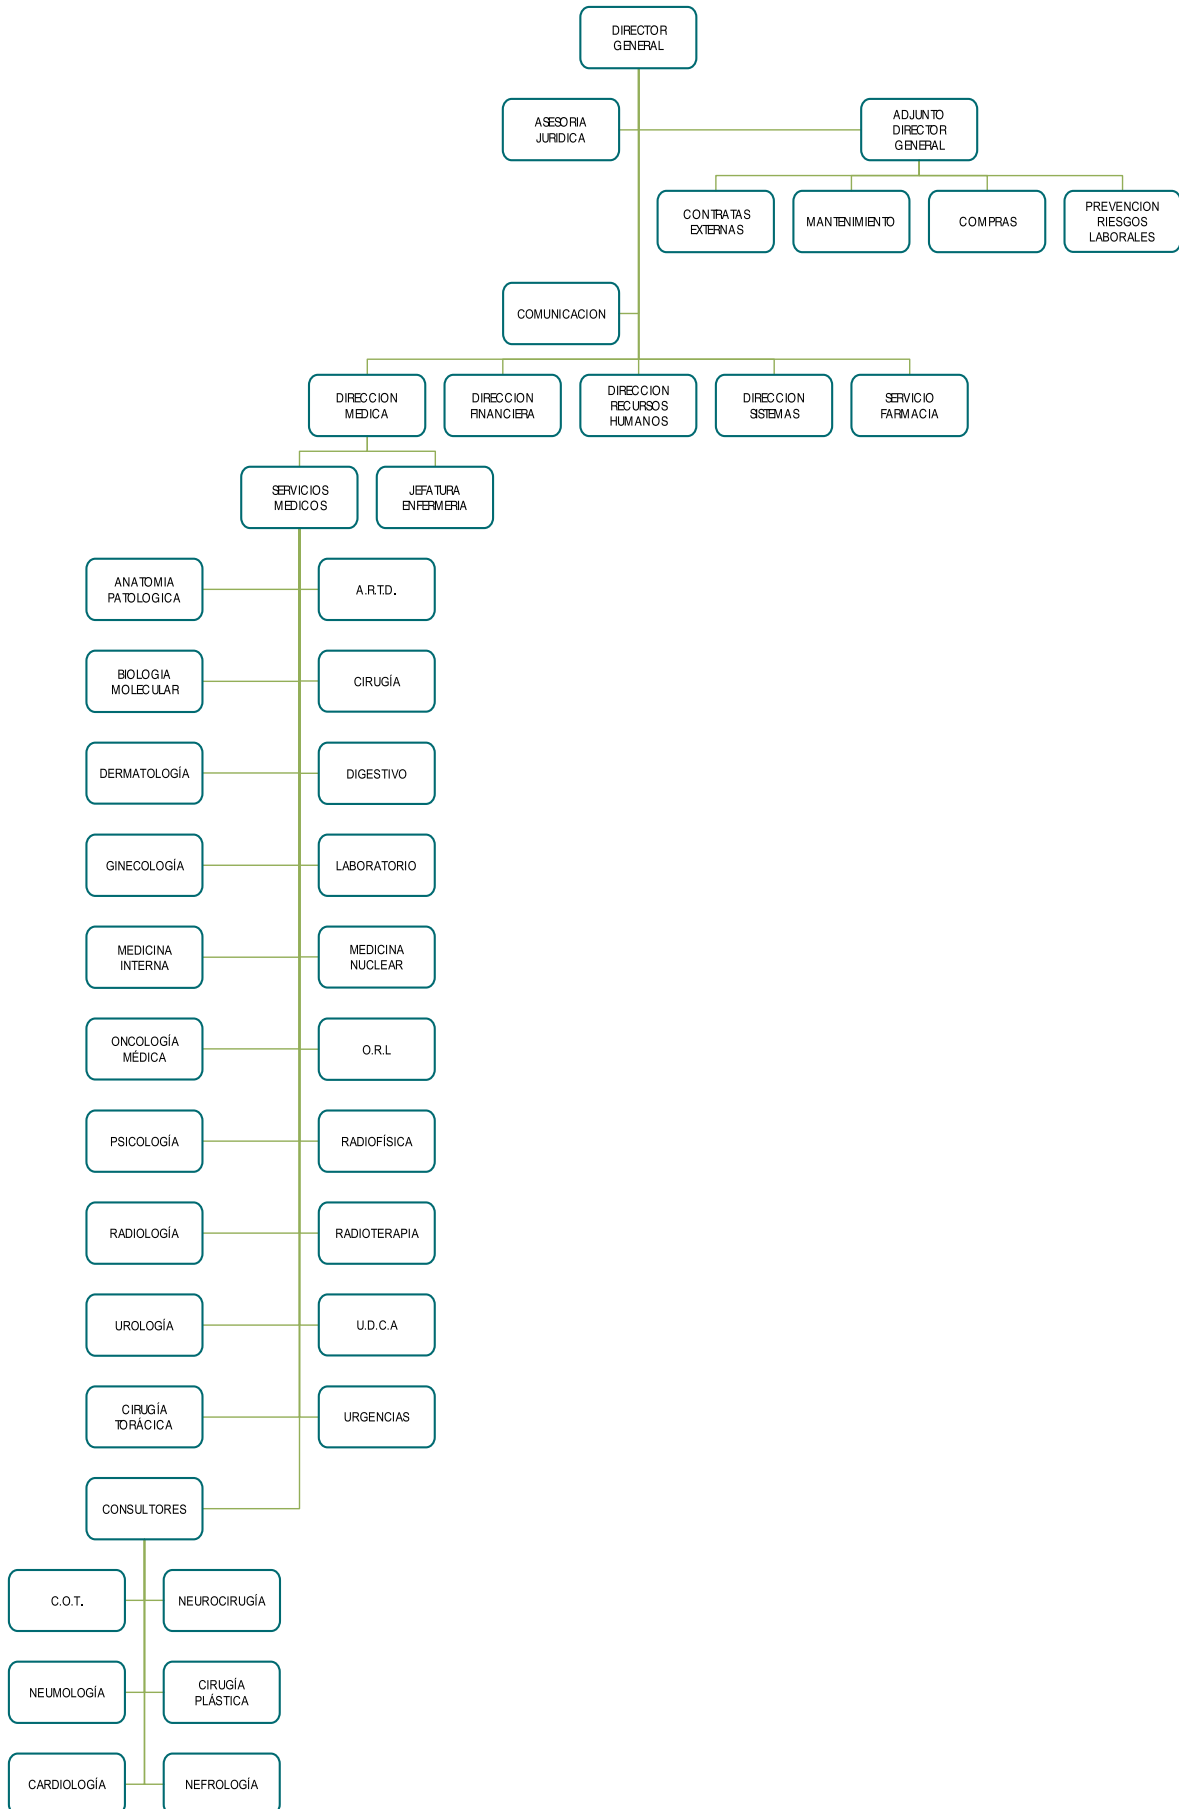 DIRECTOR
GENERAL
ASESORIA
JURIDICA
ADJUNTO
DIRECTOR
GENERAL
CONTRATAS
EXTERNAS
MANTENIMIENTO
COMPRAS
PREVENCION
RIESGOS
LABORALES
COMUNICACION
DIRECCION
MEDICA
DIRECCION
FINANCIERA
DIRECCION
RECURSOS
HUMANOS
DIRECCION
SISTEMAS
SERVICIO
FARMACIA
SERVICIOS
MEDICOS
JEFATURA
ENFERMERIA
ANATOMIA
PATOLOGICA
A.R.T.D.
BIOLOGIA
MOLECULAR
CIRUGÍA
DERMATOLOGÍA
DIGESTIVO
GINECOLOGÍA
LABORATORIO
MEDICINA
INTERNA
MEDICINA
NUCLEAR
ONCOLOGÍA
MÉDICA
O.R.L
PSICOLOGÍA
RADIOFÍSICA
RADIOLOGÍA
RADIOTERAPIA
UROLOGÍA
U.D.C.A
CIRUGÍA
TORÁCICA
URGENCIAS
CONSULTORES
C.O.T.
NEUROCIRUGÍA
NEUMOLOGÍA
CIRUGÍA
PLÁSTICA
CARDIOLOGÍA
NEFROLOGÍA